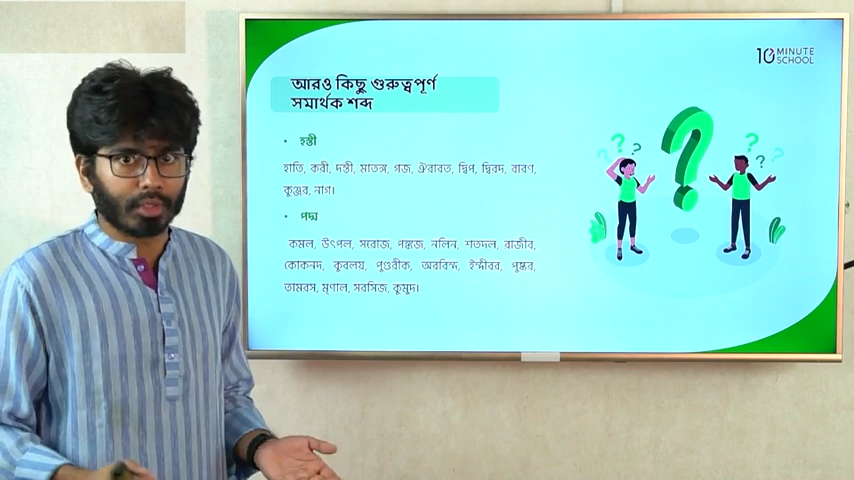 10 MINUTE
SCHOOL
আরও কিছু গুরুত্বপূর্ণ
সমার্থক শব্দ
• হস্তী
হাতি, করী, দন্তী, মাতঙ্গ, গজ, ঐরাবত, দ্বিপ, দ্বিরদ, বারণ,
কুঞ্জর, নাগ।
• পদ্ম
কমল, উৎপল, সরোজ, পঙ্কজ, নলিন, শতদল, রাজীব,
কোকনদ, কুবলয়, পুণ্ডরীক, অরবিন্দ, ইন্দীবর, পুষ্কর,
তামরস, মৃণাল, সরসিজ, কুমুদ।